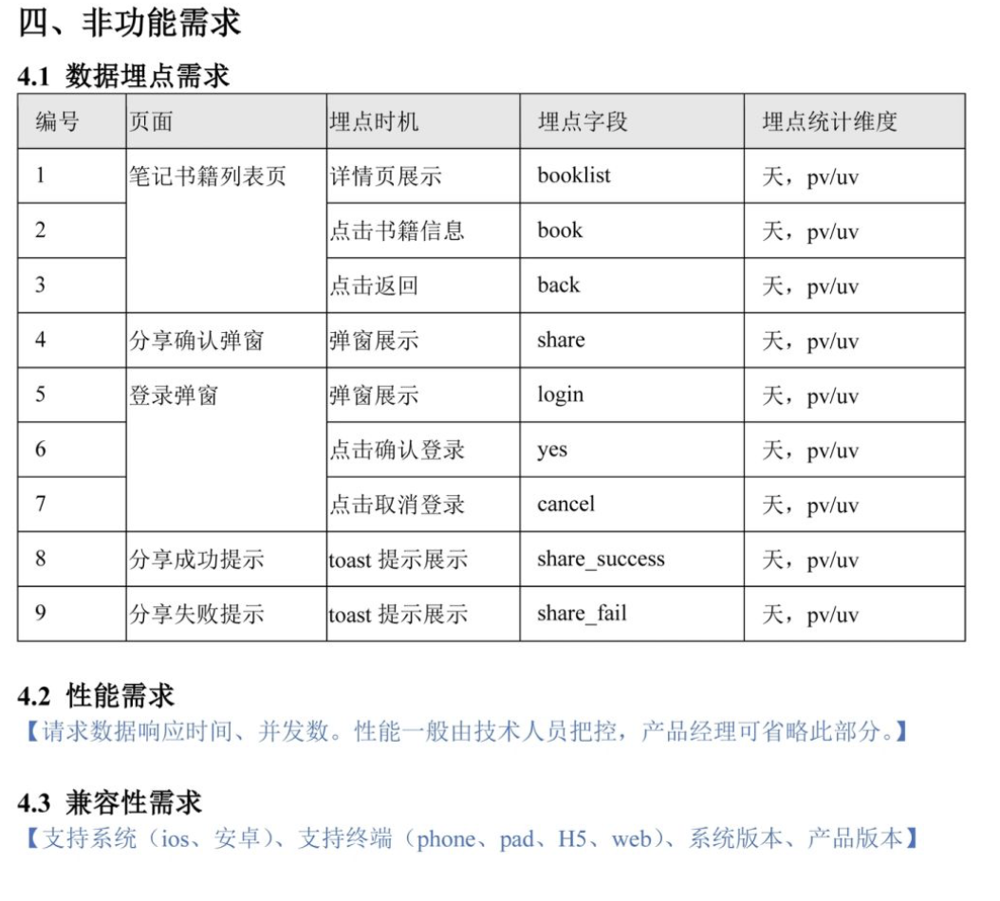 四、非功能需求
4.1 数据埋点需求
编号 页面 埋点时机 埋点字段 埋点统计维度
1 笔记书籍列表页 详情页展示 booklist 天，pv/uv
2 点击书籍信息 book 天，pv/uv
3 点击返回 back 天，pv/uv
4 分享确认弹窗 弹窗展示 share 天，pv/uv
5 登录弹窗 弹窗展示 login 天，pv/uv
6 点击确认登录 yes 天，pv/uv
7 点击取消登录 cancel 天，pv/uv
8 分享成功提示 toast 提示展示 share_success 天，pv/uv
9 分享失败提示 toast 提示展示 share_fail 天，pv/uv
4.2 性能需求
【请求数据响应时间、并发数。性能一般由技术人员把控，产品经理可省略此部分。】
4.3 兼容性需求
【支持系统（ios、安卓）、支持终端（phone、pad、H5、web）、系统版本、产品版本】